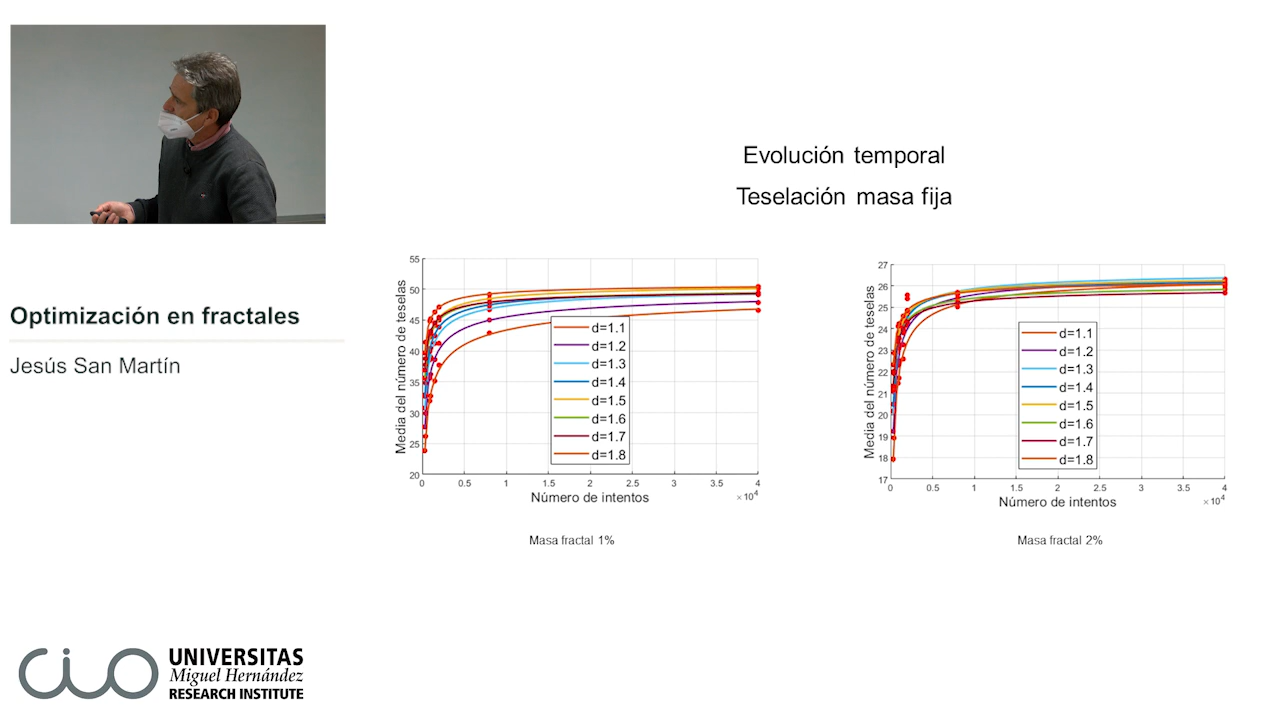 Evolución temporal
Teselación masa fija
Optimización en fractales
Jesús San Martín
Media del número de teselas
55
50
45
40
35
30
25
20
0
0.5
1
1.5
2
2.5
3
3.5
4
×10⁴
Número de intentos
d=1.1
d=1.2
d=1.3
d=1.4
d=1.5
d=1.6
d=1.7
d=1.8
Masa fractal 1%
Media del número de teselas
27
26
25
24
23
22
21
20
19
18
17
0
0.5
1
1.5
2
2.5
3
3.5
4
×10⁴
Número de intentos
d=1.1
d=1.2
d=1.3
d=1.4
d=1.5
d=1.6
d=1.7
d=1.8
Masa fractal 2%
CIO
UNIVERSITAS
Miguel Hernández
RESEARCH INSTITUTE